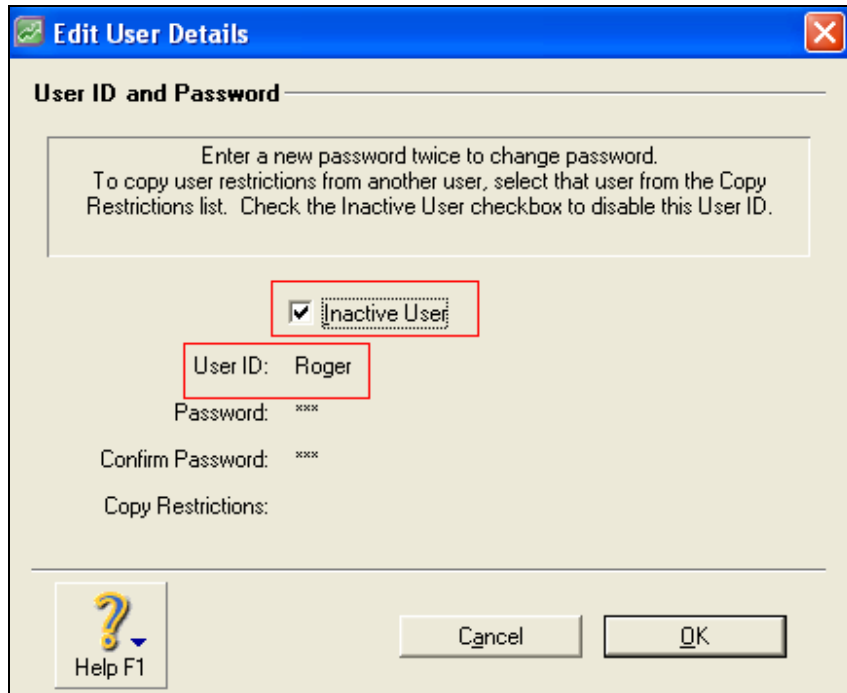 Edit User Details
User ID and Password
Enter a new password twice to change password.
To copy user restrictions from another user, select that user from the Copy
Restrictions list. Check the Inactive User checkbox to disable this User ID.
Inactive User
User ID: Roger
Password: ***
Confirm Password: ***
Copy Restrictions:
Help F1
Cancel
OK